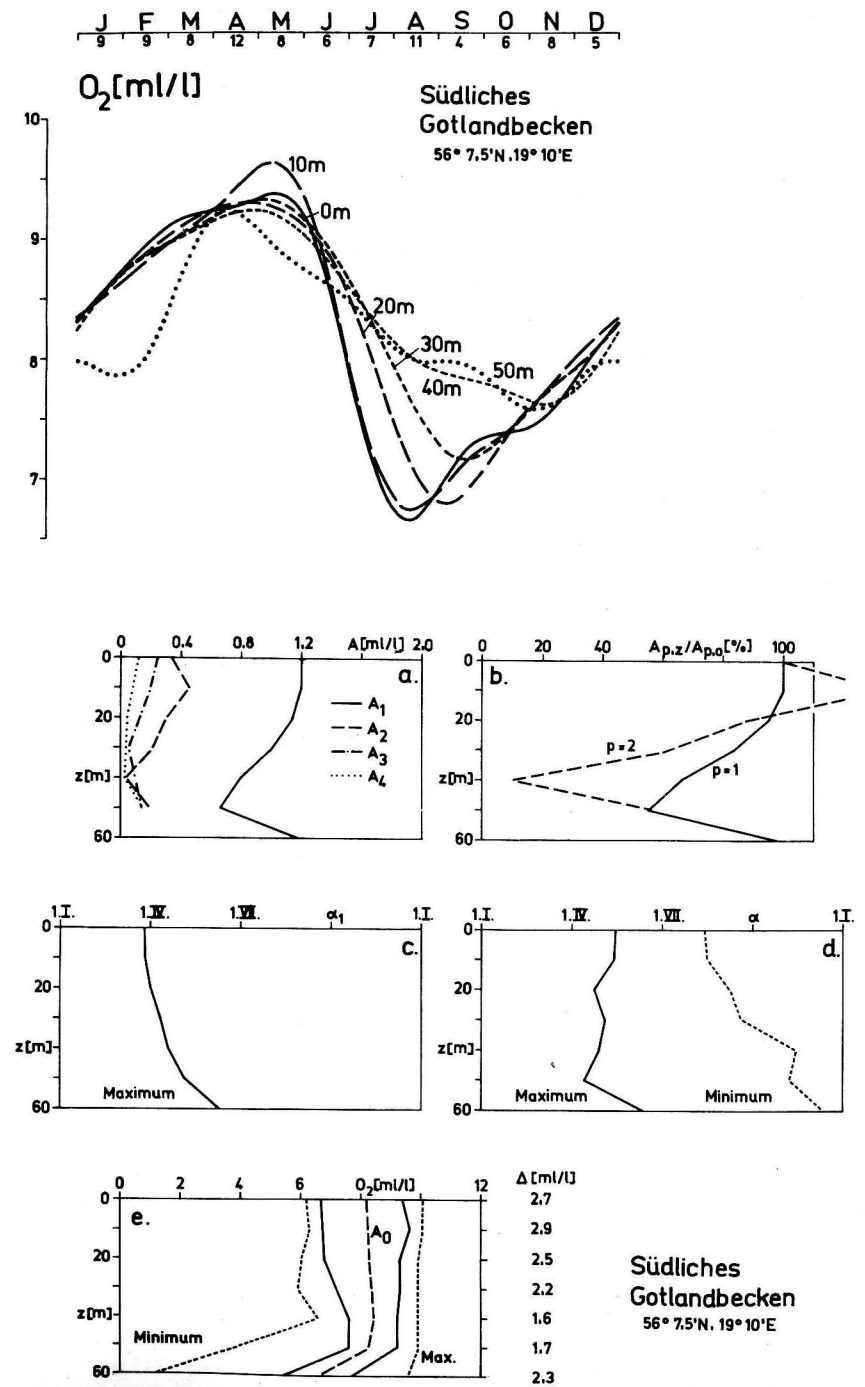 J F M A M J J A S O N D
9 9 8 12 8 6 7 11 4 6 8 5
O₂[ml/l]
Südliches
Gotlandbecken
56° 7.5'N, 19° 10'E
10
9
8
7
10m
0m
20m
30m
40m
50m
0 0.4 0.8 1.2 A[ml/l] 2.0
a.
A₁
A₂
A₃
A₄
0
20
z[m]
60
0 40 Ap,z/Ap,o[%] 100
b.
0
20
z[m]
60
p=2
p=1
1.I. 1.IV. 1.VII. α₁ 1.I.
c.
0
20
z[m]
60
Maximum
1.I. 1.IV. 1.VII. α 1.I.
d.
0
20
z[m]
60
Maximum
Minimum
0 2 4 6 O₂[ml/l] 12
e.
0
20
z[m]
60
A₀
Minimum
Max.
Δ [ml/l]
2.7
2.9
2.5
2.2
1.6
1.7
2.3
Südliches
Gotlandbecken
56° 7.5'N, 19° 10'E